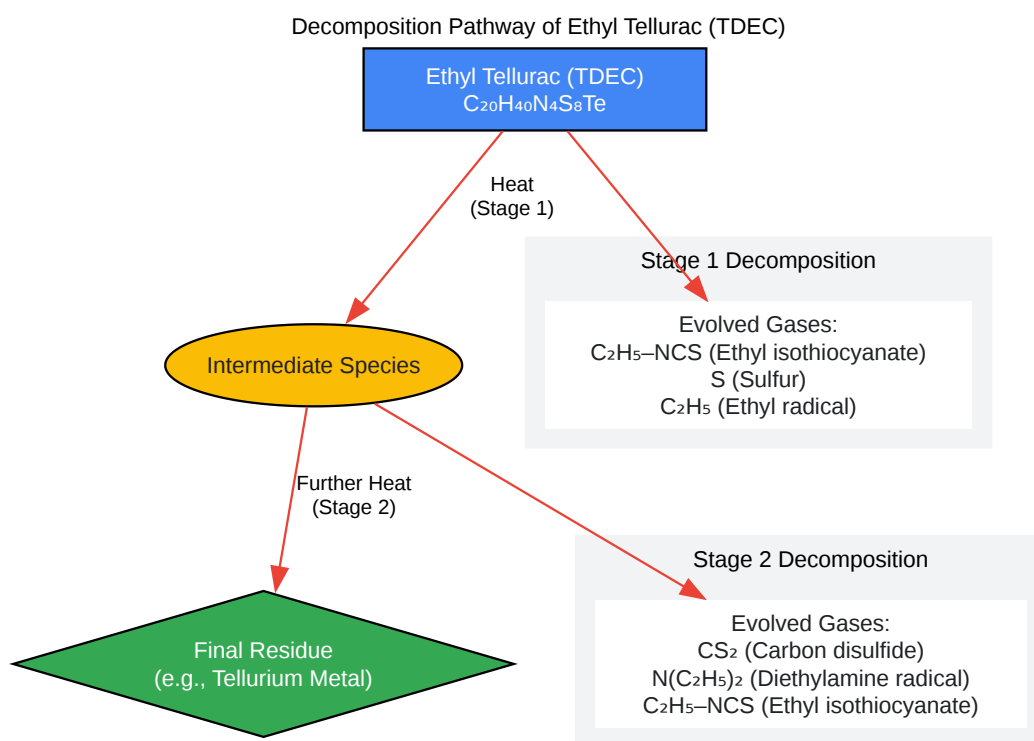 Decomposition Pathway of Ethyl Tellurac (TDEC)
Ethyl Tellurac (TDEC)
C₂₀H₄₀N₄S₈Te
Heat
(Stage 1)
Stage 1 Decomposition
Evolved Gases:
C₂H₅–NCS (Ethyl isothiocyanate)
S (Sulfur)
C₂H₅ (Ethyl radical)
Intermediate Species
Further Heat
(Stage 2)
Stage 2 Decomposition
Evolved Gases:
CS₂ (Carbon disulfide)
N(C₂H₅)₂ (Diethylamine radical)
C₂H₅–NCS (Ethyl isothiocyanate)
Final Residue
(e.g., Tellurium Metal)